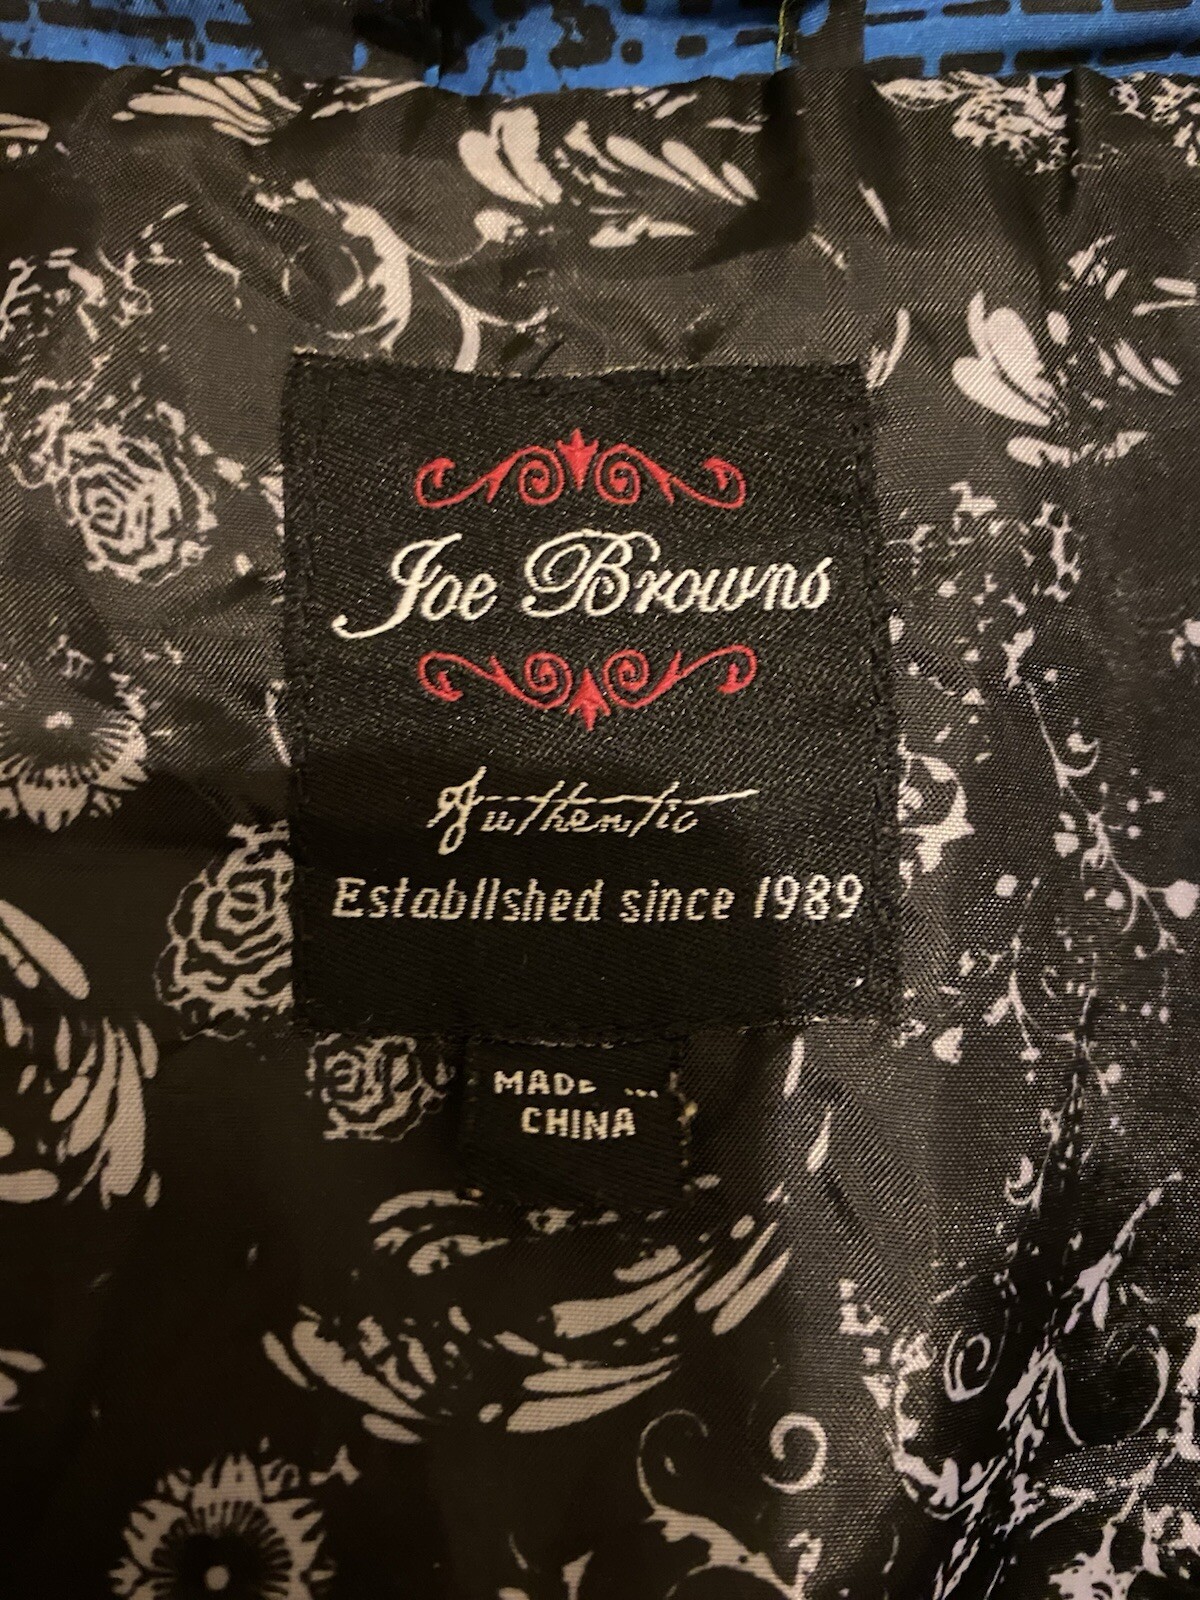 Joe Browns
Authentic
Established since 1989
MADE
CHINA